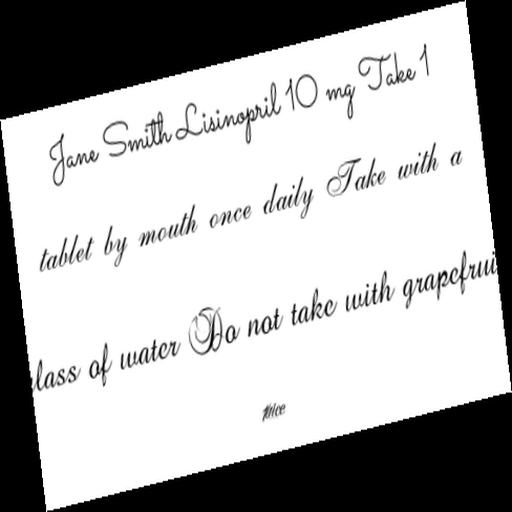 Jane Smith Lisinopril 10 mg Take 1
tablet by mouth once daily Take with a
lass of water Do not take with grapefrui